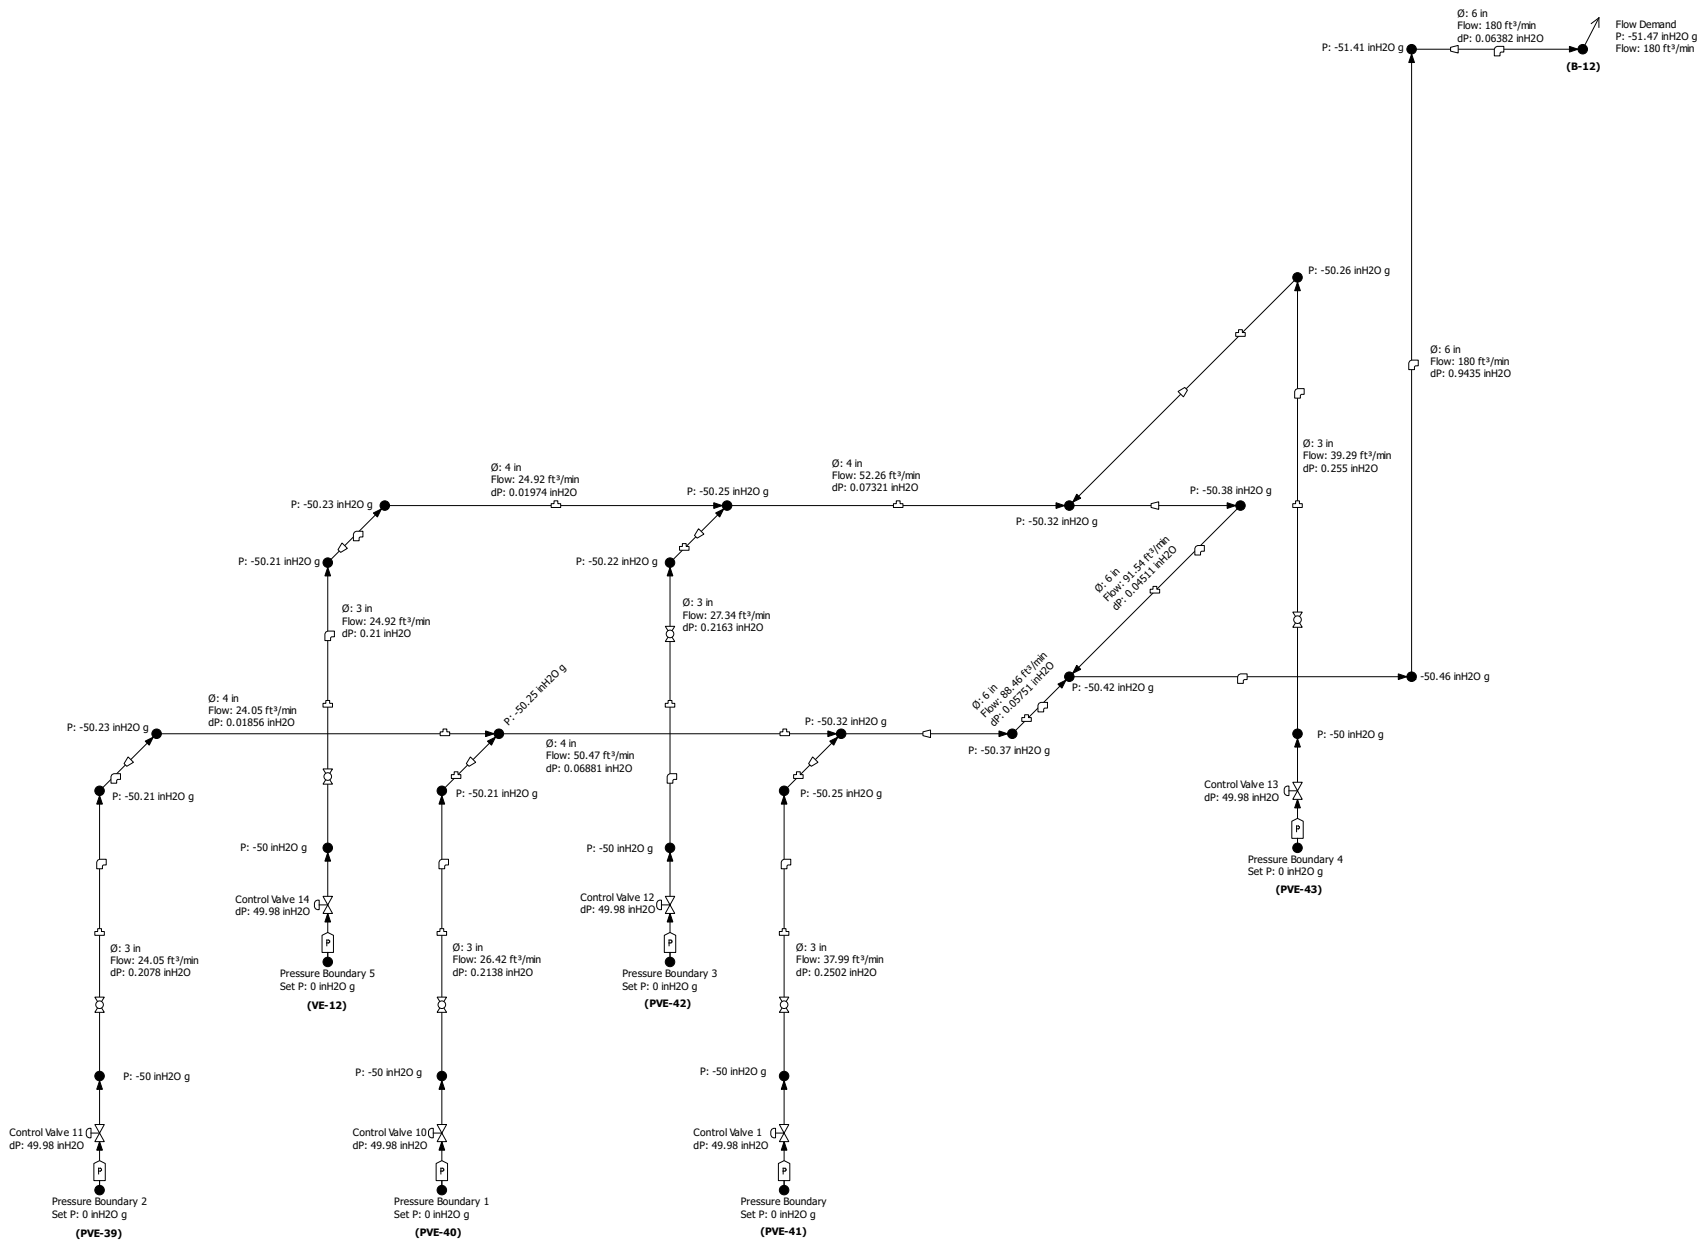 Ø: 6 in
Flow: 180 ft³/min
dP: 0.06382 inH2O
Flow Demand
P: -51.47 inH2O g
Flow: 180 ft³/min
P: -51.41 inH2O g
(B-12)
P: -50.26 inH2O g
Ø: 6 in
Flow: 180 ft³/min
dP: 0.9435 inH2O
Ø: 4 in
Flow: 24.92 ft³/min
dP: 0.01974 inH2O
Ø: 4 in
Flow: 52.26 ft³/min
dP: 0.07321 inH2O
Ø: 3 in
Flow: 39.29 ft³/min
dP: 0.255 inH2O
P: -50.23 inH2O g
P: -50.25 inH2O g
P: -50.32 inH2O g
P: -50.38 inH2O g
P: -50.21 inH2O g
P: -50.22 inH2O g
Ø: 6 in
Flow: 91.54 ft³/min
dP: 0.04511 inH2O
Ø: 3 in
Flow: 24.92 ft³/min
dP: 0.21 inH2O
Ø: 3 in
Flow: 27.34 ft³/min
dP: 0.2163 inH2O
Ø: 4 in
Flow: 24.05 ft³/min
dP: 0.01856 inH2O
P: -50.25 inH2O g
Ø: 6 in
Flow: 88.46 ft³/min
dP: 0.05751 inH2O
P: -50.42 inH2O g
-50.46 inH2O g
P: -50.23 inH2O g
Ø: 4 in
Flow: 50.47 ft³/min
dP: 0.06881 inH2O
P: -50.32 inH2O g
P: -50.37 inH2O g
P: -50 inH2O g
P: -50.21 inH2O g
P: -50.21 inH2O g
P: -50.25 inH2O g
Control Valve 13
dP: 49.98 inH2O
P
Pressure Boundary 4
Set P: 0 inH2O g
(PVE-43)
P: -50 inH2O g
P: -50 inH2O g
Control Valve 14
dP: 49.98 inH2O
Control Valve 12
dP: 49.98 inH2O
P
P
Pressure Boundary 5
Set P: 0 inH2O g
(VE-12)
Pressure Boundary 3
Set P: 0 inH2O g
(PVE-42)
Ø: 3 in
Flow: 24.05 ft³/min
dP: 0.2078 inH2O
Ø: 3 in
Flow: 26.42 ft³/min
dP: 0.2138 inH2O
Ø: 3 in
Flow: 37.99 ft³/min
dP: 0.2502 inH2O
P: -50 inH2O g
P: -50 inH2O g
P: -50 inH2O g
Control Valve 11
dP: 49.98 inH2O
Control Valve 10
dP: 49.98 inH2O
Control Valve 1
dP: 49.98 inH2O
P
P
P
Pressure Boundary 2
Set P: 0 inH2O g
(PVE-39)
Pressure Boundary 1
Set P: 0 inH2O g
(PVE-40)
Pressure Boundary
Set P: 0 inH2O g
(PVE-41)